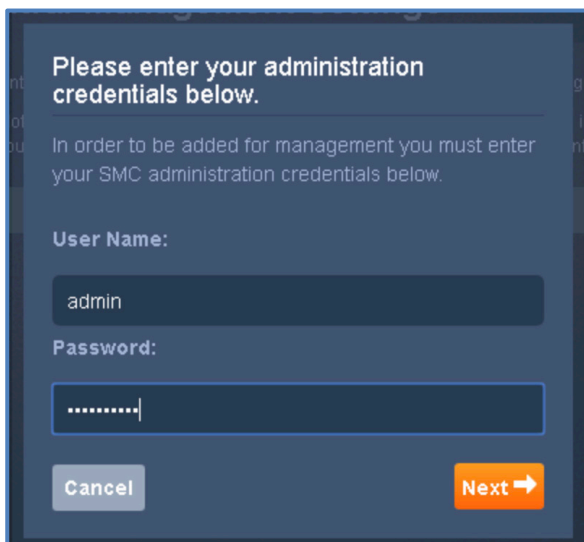 Please enter your administration
credentials below.
In order to be added for management you must enter
your SMC administration credentials below.
User Name:
admin
Password:
••••••••••
Cancel
Next